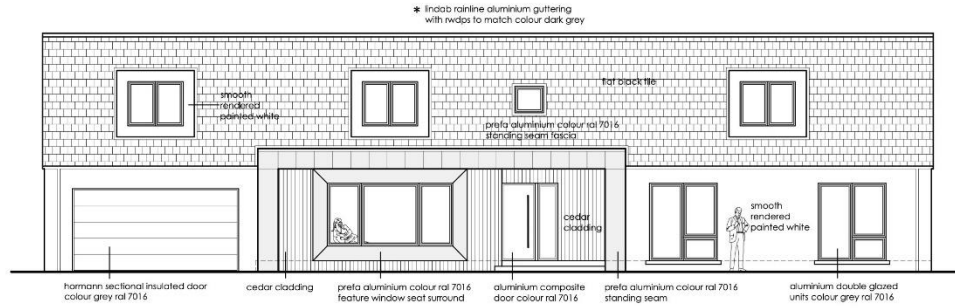 * lindab rainline aluminium guttering
with rwdps to match colour dark grey
smooth
rendered
painted white
flat black tile
prefa aluminium colour ral 7016
standing seam fascia
cedar
cladding
smooth
rendered
painted white
hormann sectional insulated door
colour grey ral 7016
cedar cladding
prefa aluminium colour ral 7016
feature window seat surround
aluminium composite
door colour ral 7016
prefa aluminium colour ral 7016
standing seam
aluminium double glazed
units colour grey ral 7016